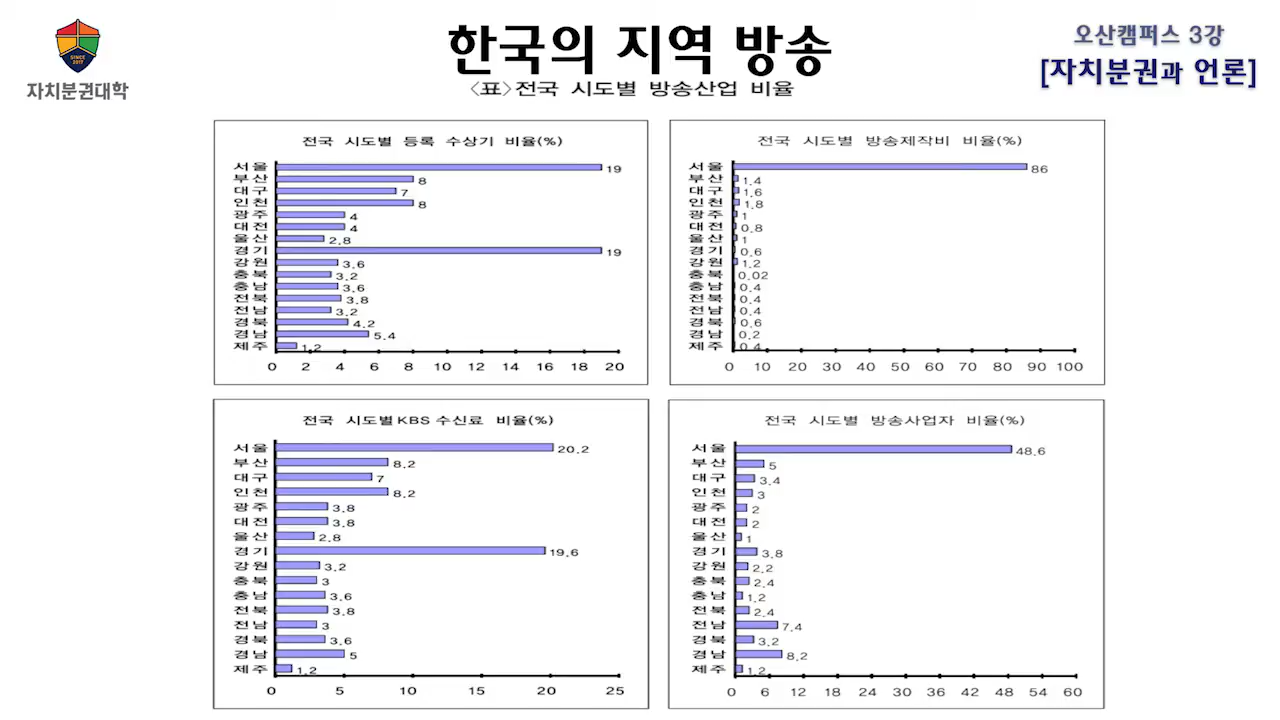 한국의 지역 방송
<표>전국 시도별 방송산업 비율
SINCE
2017
자치분권대학
오산캠퍼스 3강
[자치분권과 언론]
전국 시도별 등록 수상기 비율(%)
서울 19
부산 8
대구 7
인천 8
광주 4
대전 4
울산 2.8
경기 19
강원 3.6
충북 3.2
충남 3.6
전북 3.8
전남 3.2
경북 4.2
경남 5.4
제주 1.2
0 2 4 6 8 10 12 14 16 18 20
전국 시도별 방송제작비 비율(%)
서울 86
부산 1.4
대구 1.6
인천 1.8
광주 1
대전 0.8
울산 1
경기 0.6
강원 1.2
충북 0.02
충남 0.4
전북 0.4
전남 0.4
경북 0.6
경남 0.2
제주 0.4
0 10 20 30 40 50 60 70 80 90 100
전국 시도별 KBS 수신료 비율(%)
서울 20.2
부산 8.2
대구 7
인천 8.2
광주 3.8
대전 3.8
울산 2.8
경기 19.6
강원 3.2
충북 3
충남 3.6
전북 3.8
전남 3
경북 3.6
경남 5
제주 1.2
0 5 10 15 20 25
전국 시도별 방송사업자 비율(%)
서울 48.6
부산 5
대구 3.4
인천 3
광주 2
대전 2
울산 1
경기 3.8
강원 2.2
충북 2.4
충남 1.2
전북 2.4
전남 7.4
경북 3.2
경남 8.2
제주 1.2
0 6 12 18 24 30 36 42 48 54 60